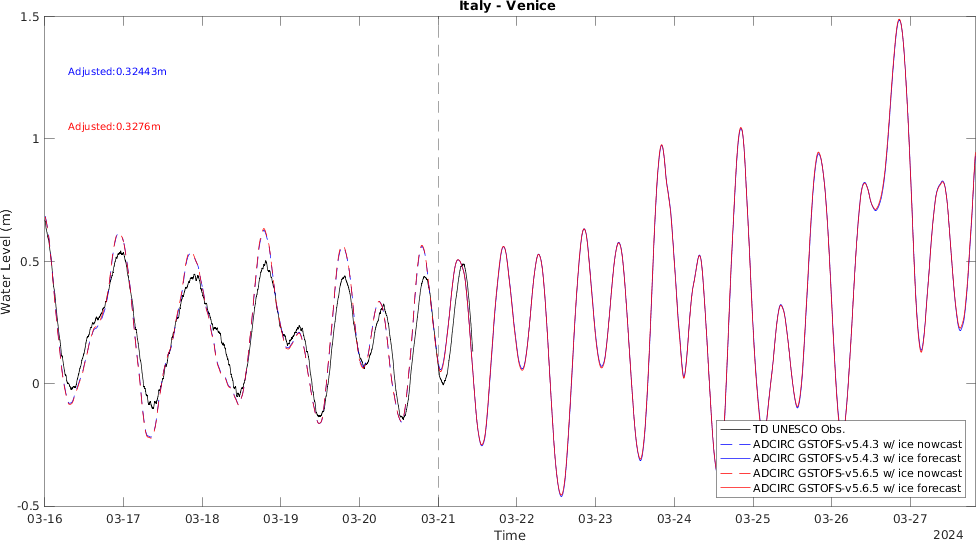 Italy - Venice
1.5
1
0.5
0
-0.5
Water Level (m)
Adjusted:0.32443m
Adjusted:0.3276m
TD UNESCO Obs.
ADCIRC GSTOFS-v5.4.3 w/ ice nowcast
ADCIRC GSTOFS-v5.4.3 w/ ice forecast
ADCIRC GSTOFS-v5.6.5 w/ ice nowcast
ADCIRC GSTOFS-v5.6.5 w/ ice forecast
03-16 03-17 03-18 03-19 03-20 03-21 03-22 03-23 03-24 03-25 03-26 03-27
Time
2024